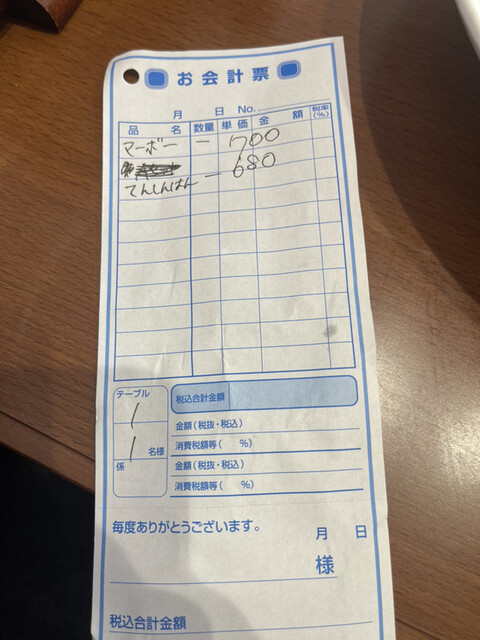 お会計票
月 日 No.
品 名 数量 単価 金 額 税率(%)
マーボー 一 700
てんしんはん 一 680
テーブル
1
1 名様
係
税込合計金額
金額(税抜・税込)
消費税額等( %)
金額(税抜・税込)
消費税額等( %)
毎度ありがとうございます。
月 日
様
税込合計金額